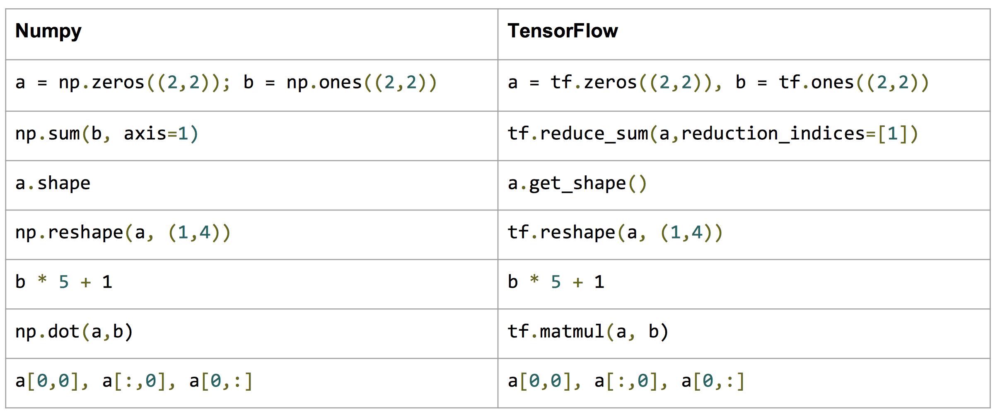 Numpy TensorFlow
a = np.zeros((2,2)); b = np.ones((2,2)) a = tf.zeros((2,2)), b = tf.ones((2,2))
np.sum(b, axis=1) tf.reduce_sum(a,reduction_indices=[1])
a.shape a.get_shape()
np.reshape(a, (1,4)) tf.reshape(a, (1,4))
b * 5 + 1 b * 5 + 1
np.dot(a,b) tf.matmul(a, b)
a[0,0], a[:,0], a[0,:] a[0,0], a[:,0], a[0,:]